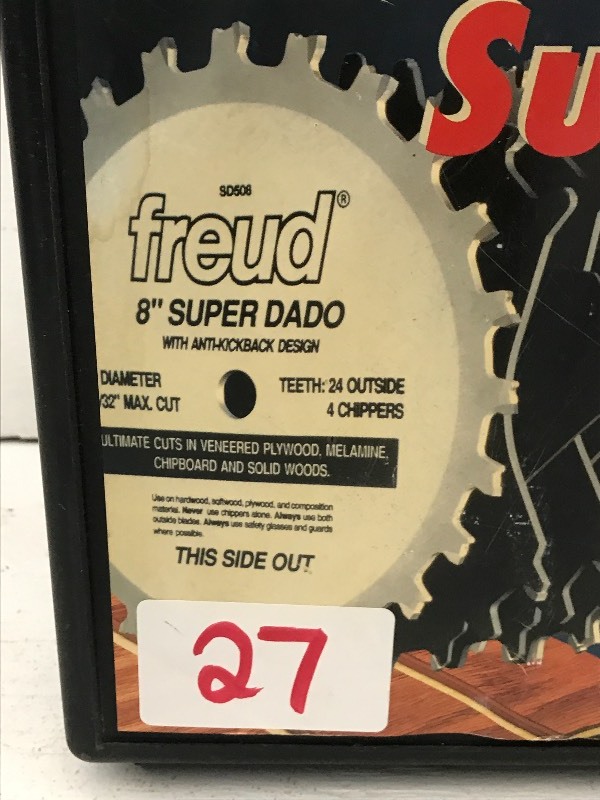 Su
SD508
freud®
8" SUPER DADO
WITH ANTI-KICKBACK DESIGN
DIAMETER
/32" MAX. CUT
TEETH: 24 OUTSIDE
4 CHIPPERS
ULTIMATE CUTS IN VENEERED PLYWOOD, MELAMINE,
CHIPBOARD AND SOLID WOODS.
Use on hardwood, softwood, plywood, and composition
material. Never use chippers alone. Always use both
outside blades. Always use safety glasses and guards
where possible.
THIS SIDE OUT
27